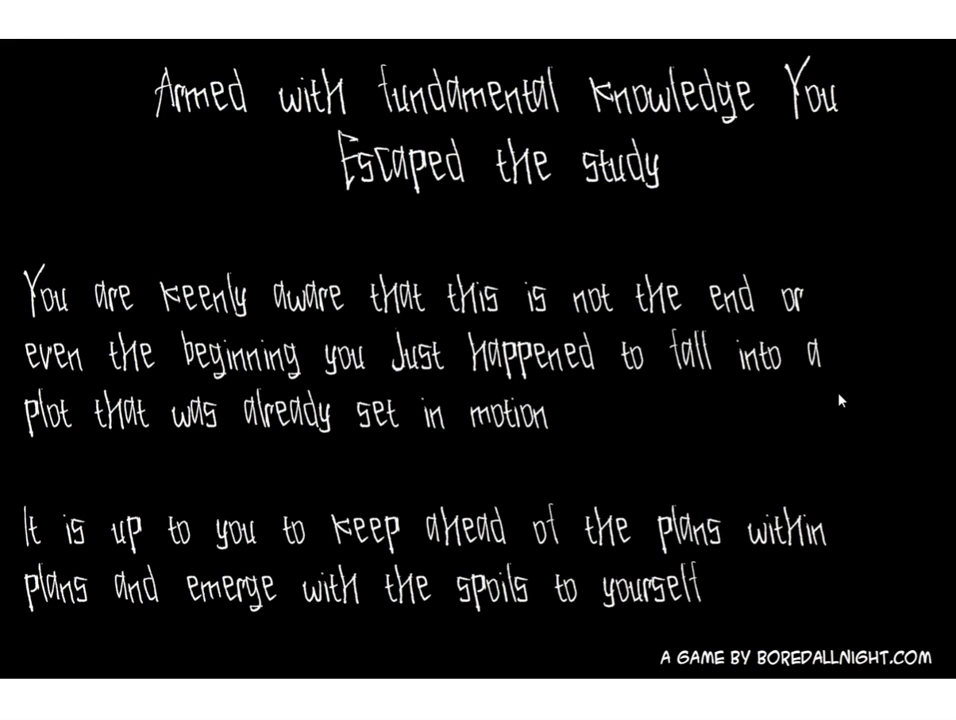 Armed with fundamental knowledge You
Escaped the study
You are keenly aware that this is not the end or
even the beginning you Just happened to fall into a
plot that was already set in motion
It is up to you to keep ahead of the plans within
plans and emerge with the spoils to yourself
A GAME BY BOREDALLNIGHT.COM